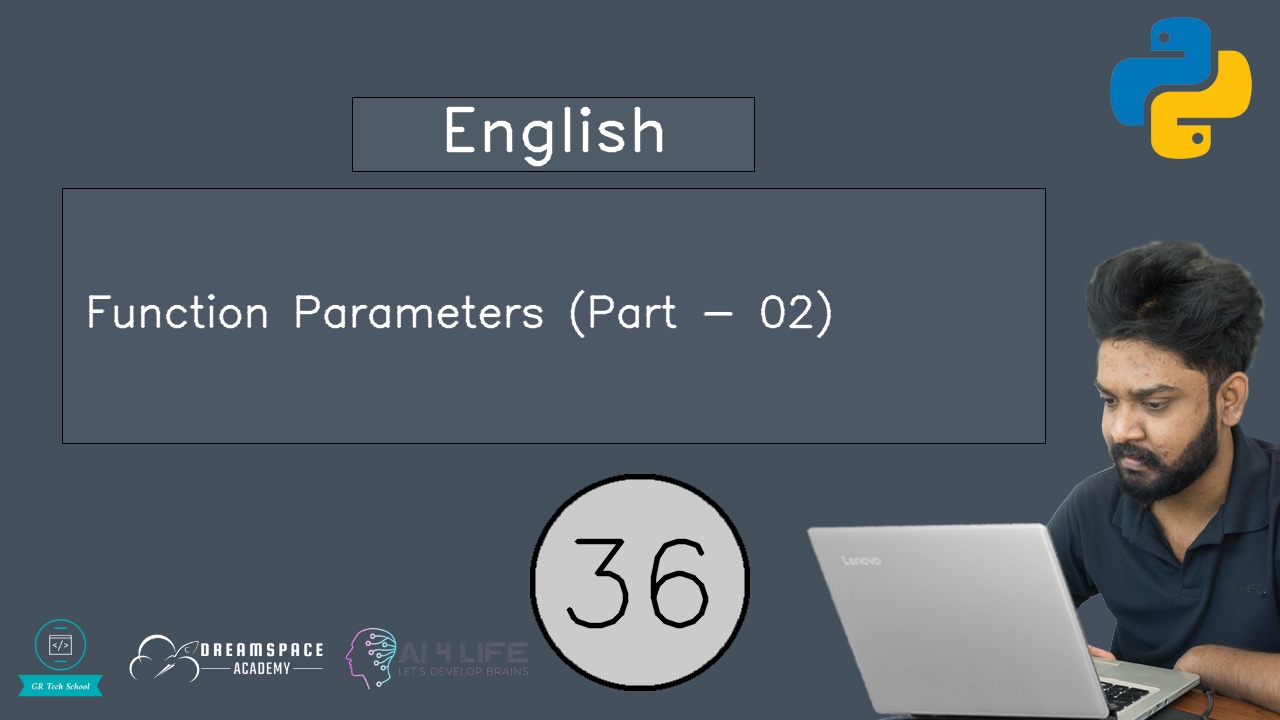 English
Function Parameters (Part – 02)
36
Lenovo
GR Tech School
DREAMSPACE
ACADEMY
AI 4 LIFE
LET'S DEVELOP BRAINS